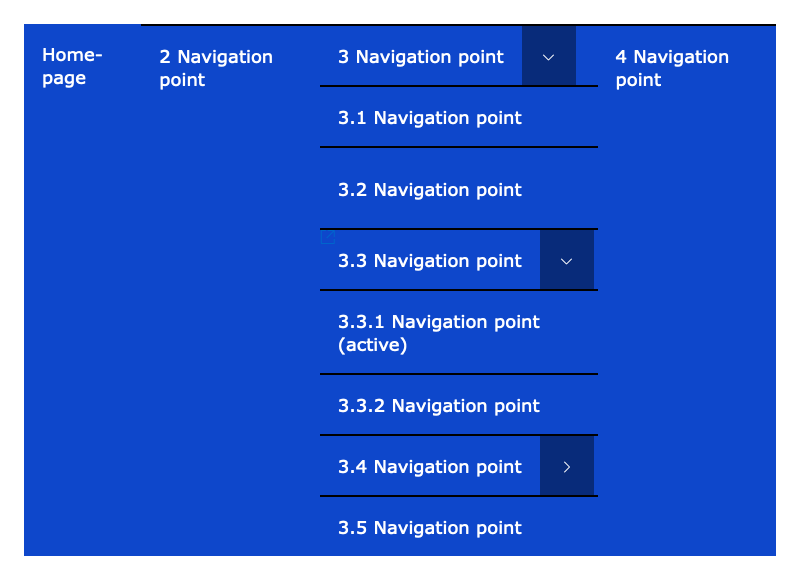 Home-
page
2 Navigation
point
3 Navigation point
3.1 Navigation point
3.2 Navigation point
3.3 Navigation point
3.3.1 Navigation point
(active)
3.3.2 Navigation point
3.4 Navigation point
3.5 Navigation point
4 Navigation
point